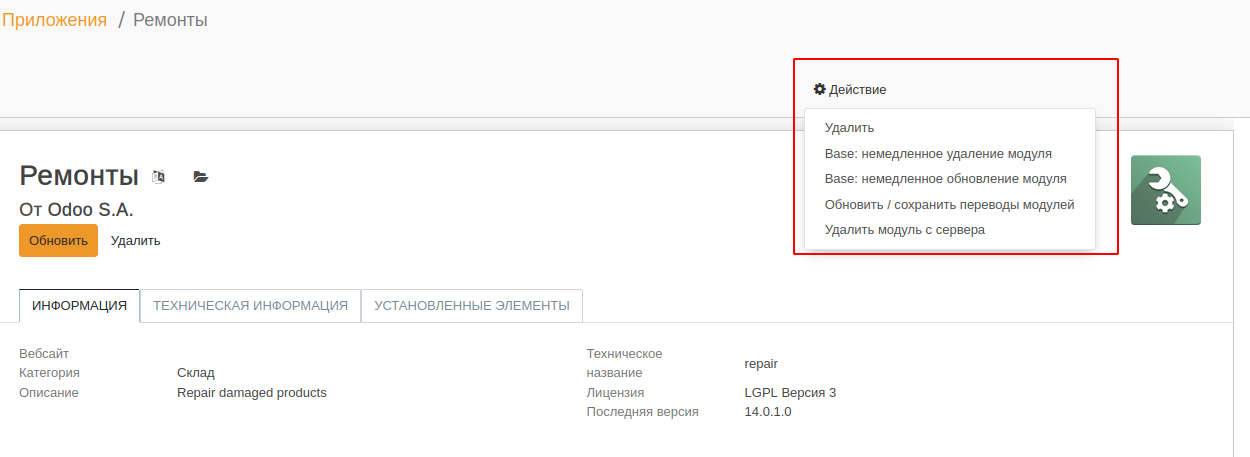 Приложения / Ремонты
Действие
Удалить
Base: немедленное удаление модуля
Base: немедленное обновление модуля
Обновить / сохранить переводы модулей
Удалить модуль с сервера
Ремонты
От Odoo S.A.
Обновить Удалить
ИНФОРМАЦИЯ ТЕХНИЧЕСКАЯ ИНФОРМАЦИЯ УСТАНОВЛЕННЫЕ ЭЛЕМЕНТЫ
Вебсайт
Категория Склад
Описание Repair damaged products
Техническое
название repair
Лицензия LGPL Версия 3
Последняя версия 14.0.1.0